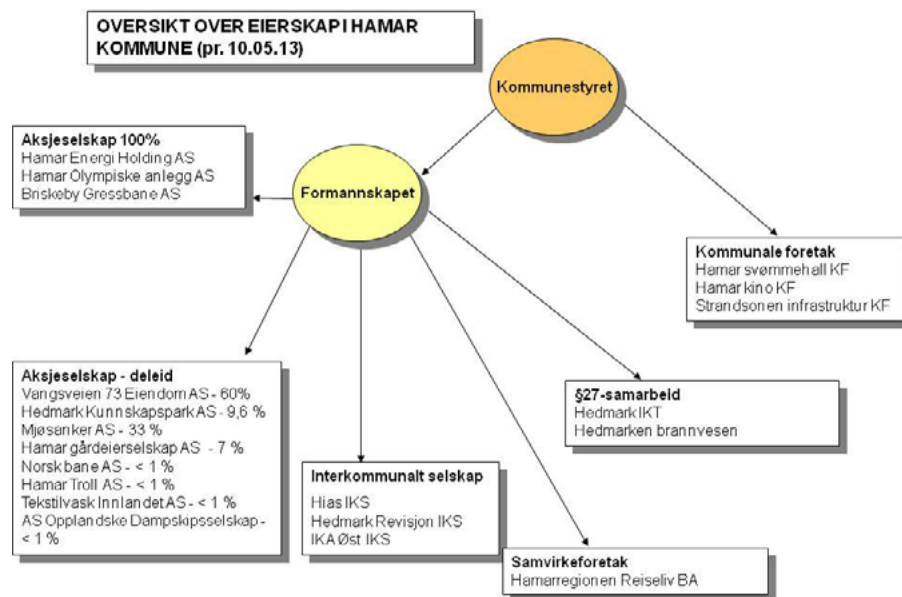 OVERSIKT OVER EIERSKAP I HAMAR
KOMMUNE (pr. 10.05.13)
Kommunestyret
Aksjeselskap 100%
Hamar Energi Holding AS
Hamar Olympiske anlegg AS
Briskeby Gressbane AS
Formannskapet
Kommunale foretak
Hamar svømmehall KF
Hamar kino KF
Strandsonen infrastruktur KF
Aksjeselskap - deleid
Vangsveien 73 Eiendom AS - 60%
Hedmark Kunnskapspark AS - 9,6 %
Mjøsanker AS - 33 %
Hamar gårdeierselskap AS - 7 %
Norsk bane AS - < 1 %
Hamar Troll AS - < 1 %
Tekstilvask Innlandet AS - < 1 %
AS Opplandske Dampskipsselskap -
< 1 %
§27-samarbeid
Hedmark IKT
Hedmarken brannvesen
Interkommunalt selskap
Hias IKS
Hedmark Revisjon IKS
IKA Øst IKS
Samvirkeforetak
Hamarregionen Reiseliv BA